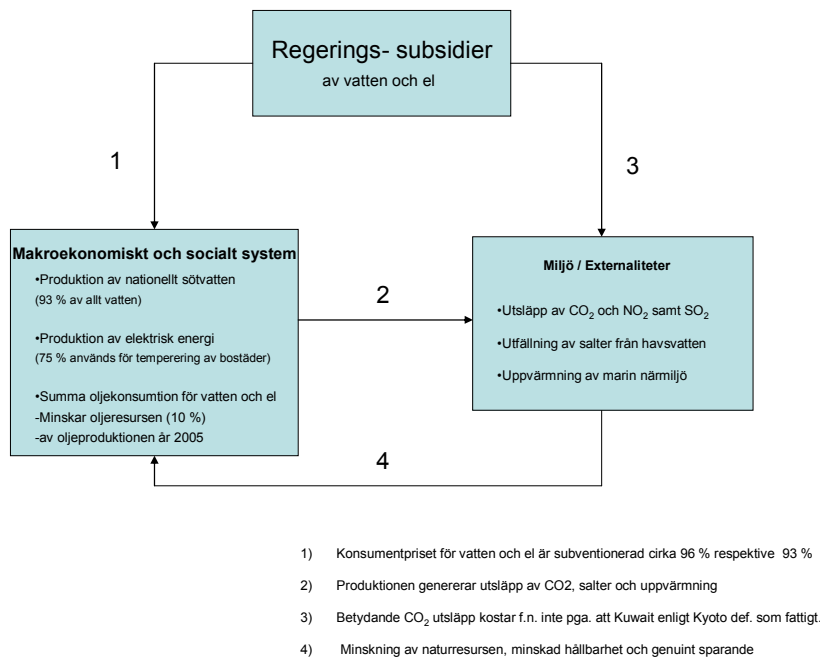 Regerings- subsidier
av vatten och el
1
3
Makroekonomiskt och socialt system
•Produktion av nationellt sötvatten
(93 % av allt vatten)
•Produktion av elektrisk energi
(75 % används för temperering av bostäder)
•Summa oljekonsumtion för vatten och el
-Minskar oljeresursen (10 %)
-av oljeproduktionen år 2005
2
Miljö / Externaliteter
•Utsläpp av CO₂ och NO₂ samt SO₂
•Utfällning av salter från havsvatten
•Uppvärmning av marin närmiljö
4
1) Konsumentpriset för vatten och el är subventionerad cirka 96 % respektive 93 %
2) Produktionen genererar utsläpp av CO2, salter och uppvärmning
3) Betydande CO₂ utsläpp kostar f.n. inte pga. att Kuwait enligt Kyoto def. som fattigt.
4) Minskning av naturresursen, minskad hållbarhet och genuint sparande